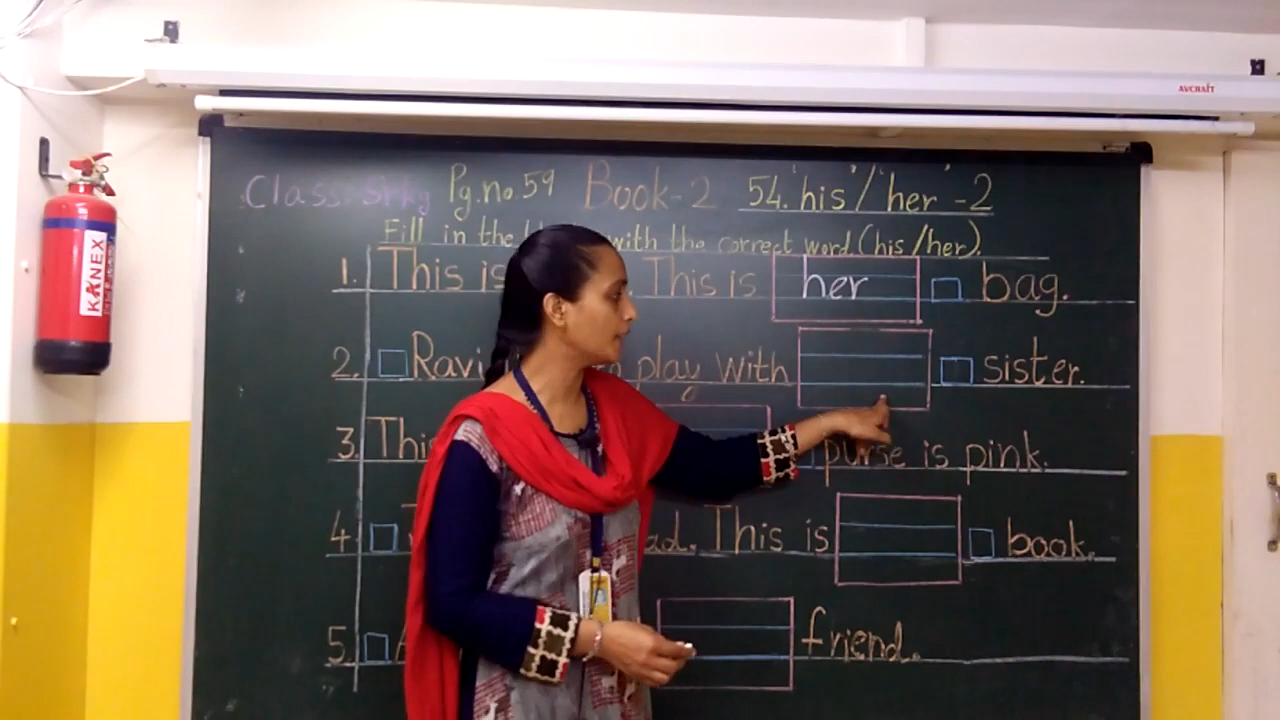 AVCRAFT
Class: Srkg Pg.no.59 Book-2 54.'his'/'her'-2
Fill in the with the correct word.(his/her).
1. This is . This is her bag.
2. Ravi play with sister.
3. purse is pink.
4. This is book.
5. friend.
KANEX